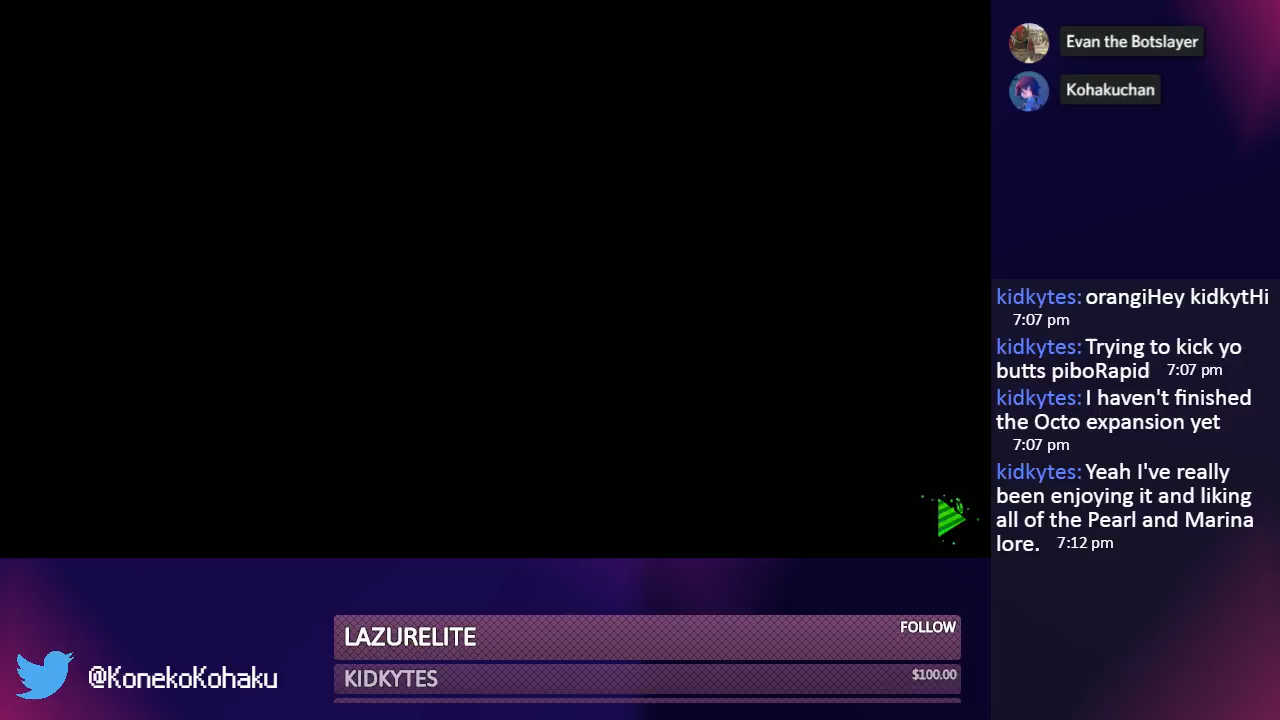 Evan the Botslayer
Kohakuchan
kidkytes: orangiHey kidkytHi
7:07 pm
kidkytes: Trying to kick yo
butts piboRapid 7:07 pm
kidkytes: I haven't finished
the Octo expansion yet
7:07 pm
kidkytes: Yeah I've really
been enjoying it and liking
all of the Pearl and Marina
lore. 7:12 pm
LAZURELITE FOLLOW
KIDKYTES $100.00
@KonekoKohaku